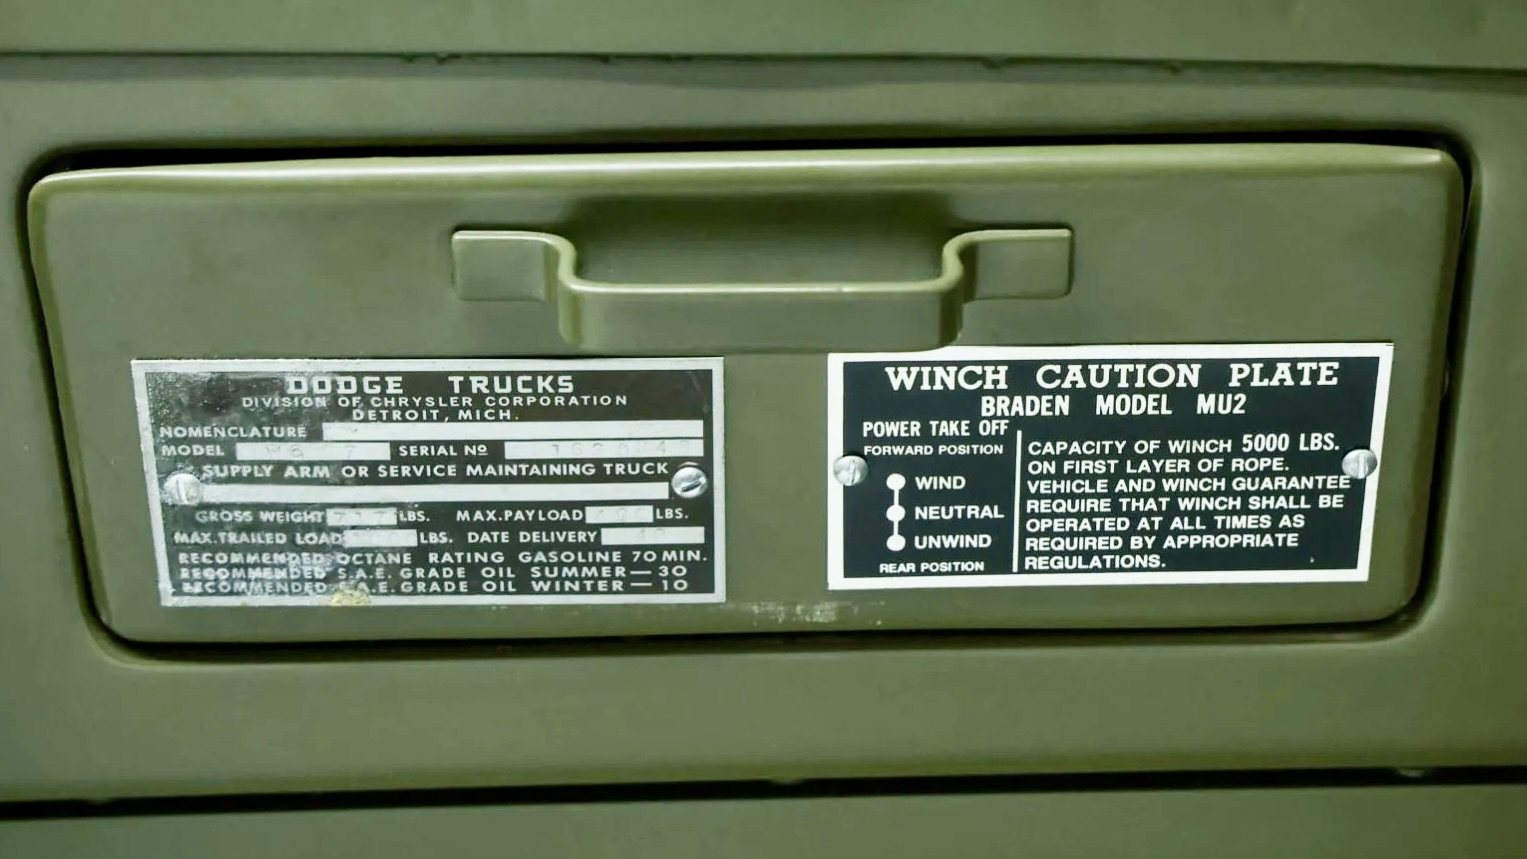 DODGE TRUCKS
DIVISION OF CHRYSLER CORPORATION
DETROIT, MICH.
NOMENCLATURE
MODEL SERIAL Nº
SUPPLY ARM OR SERVICE MAINTAINING TRUCK
GROSS WEIGHT LBS. MAX. PAYLOAD LBS.
MAX. TRAILED LOAD LBS. DATE DELIVERY
RECOMMENDED OCTANE RATING GASOLINE 70 MIN.
RECOMMENDED S.A.E. GRADE OIL SUMMER—30
RECOMMENDED S.A.E. GRADE OIL WINTER—10
WINCH CAUTION PLATE
BRADEN MODEL MU2
POWER TAKE OFF
FORWARD POSITION
WIND
NEUTRAL
UNWIND
REAR POSITION
CAPACITY OF WINCH 5000 LBS.
ON FIRST LAYER OF ROPE.
VEHICLE AND WINCH GUARANTEE
REQUIRE THAT WINCH SHALL BE
OPERATED AT ALL TIMES AS
REQUIRED BY APPROPRIATE
REGULATIONS.